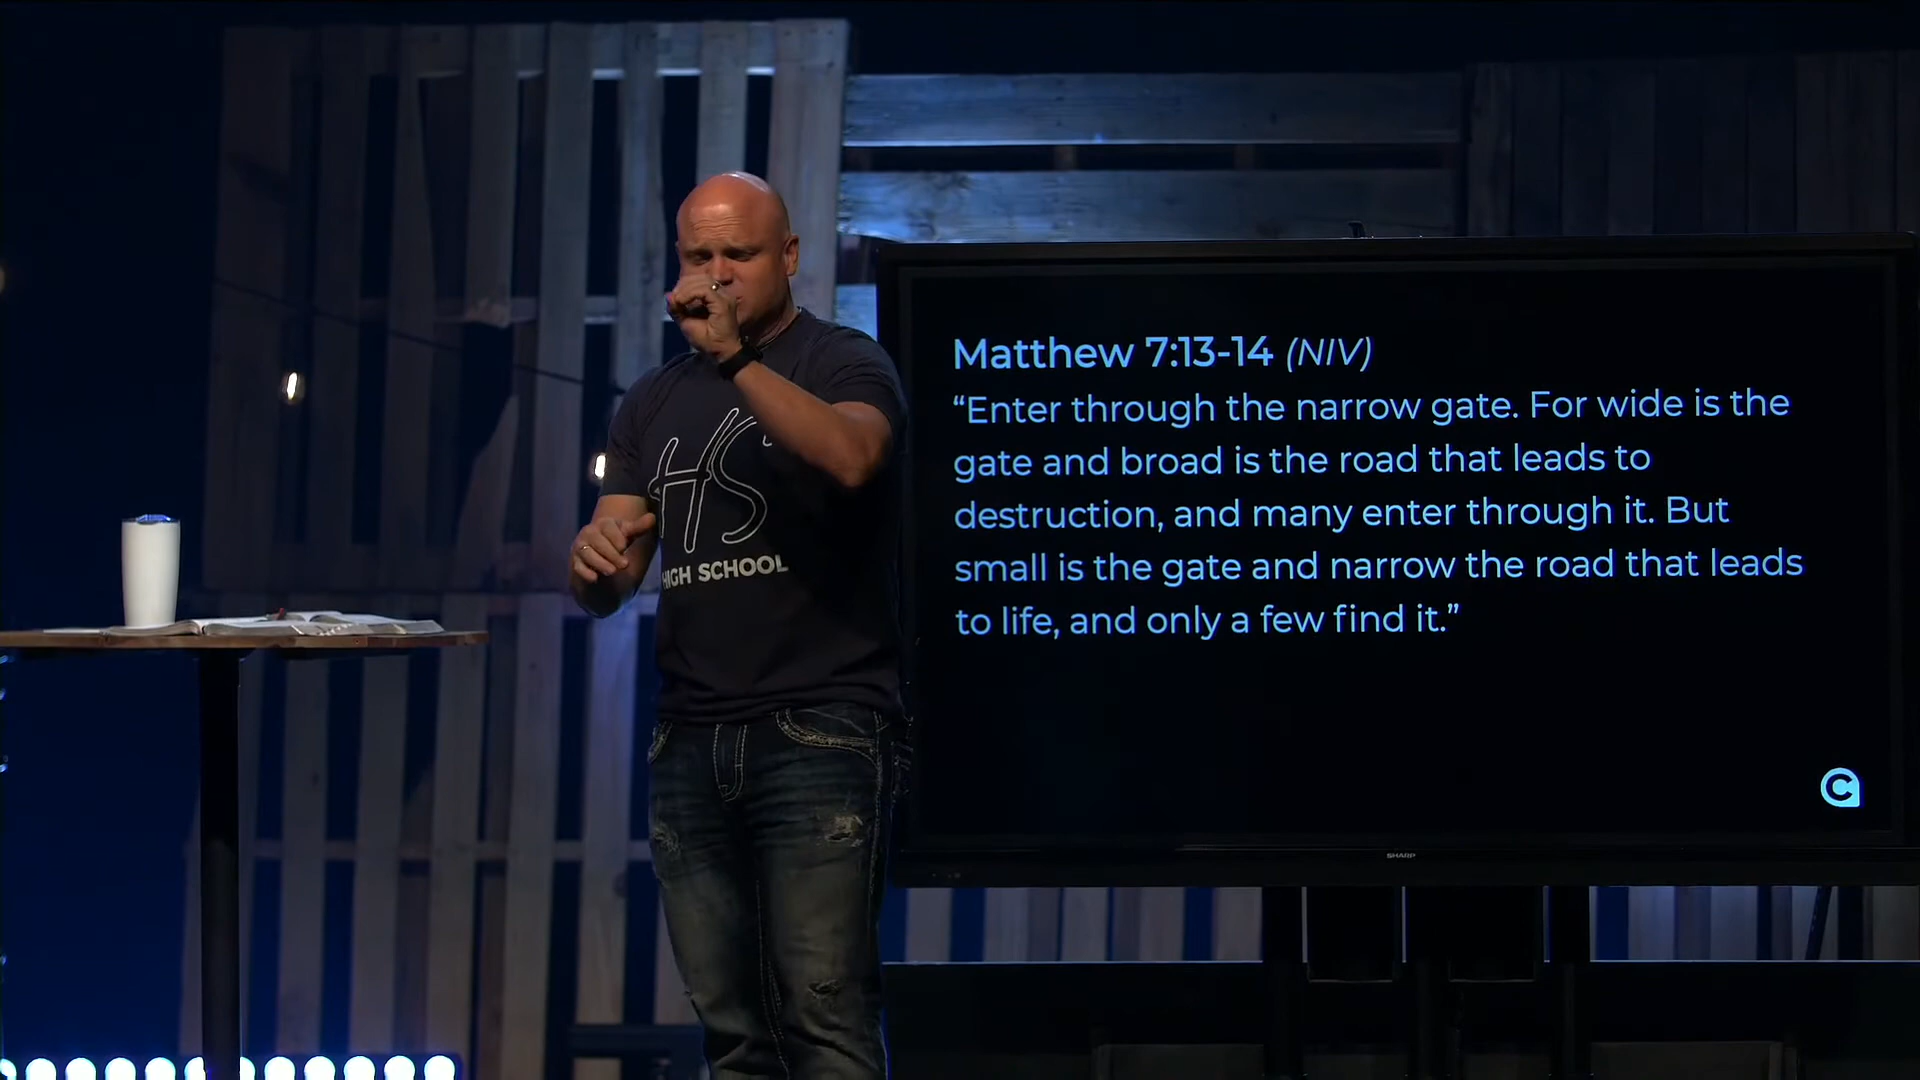 Matthew 7:13-14 (NIV)
“Enter through the narrow gate. For wide is the
gate and broad is the road that leads to
destruction, and many enter through it. But
small is the gate and narrow the road that leads
to life, and only a few find it.”
C
SHARP
HS
HIGH SCHOOL